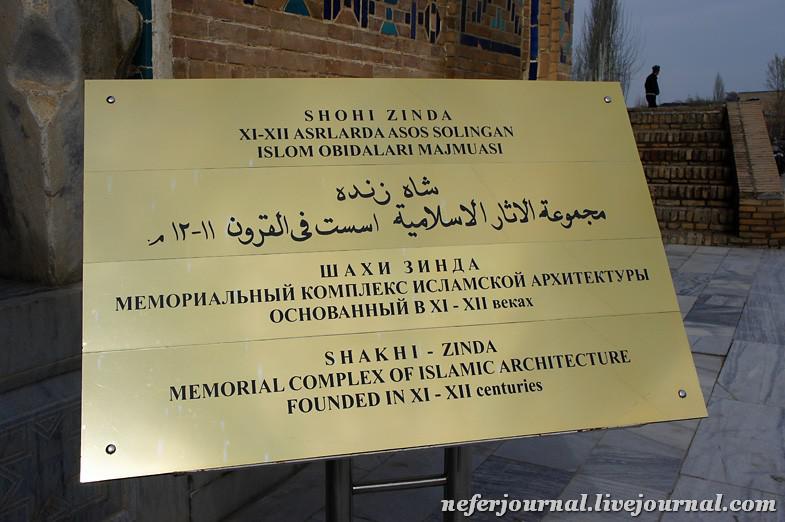 SHOHI ZINDA
XI-XII ASRLARDA ASOS SOLINGAN
ISLOM OBIDALARI MAJMUASI
شاه زنده
مجموعة الاثار الاسلامية اسست فى القرون ١١-١٢ م.
ШАХИ ЗИНДА
МЕМОРИАЛЬНЫЙ КОМПЛЕКС ИСЛАМСКОЙ АРХИТЕКТУРЫ
ОСНОВАННЫЙ В XI - XII веках
SHAKHI - ZINDA
MEMORIAL COMPLEX OF ISLAMIC ARCHITECTURE
FOUNDED IN XI - XII centuries
neferjournal.livejournal.com